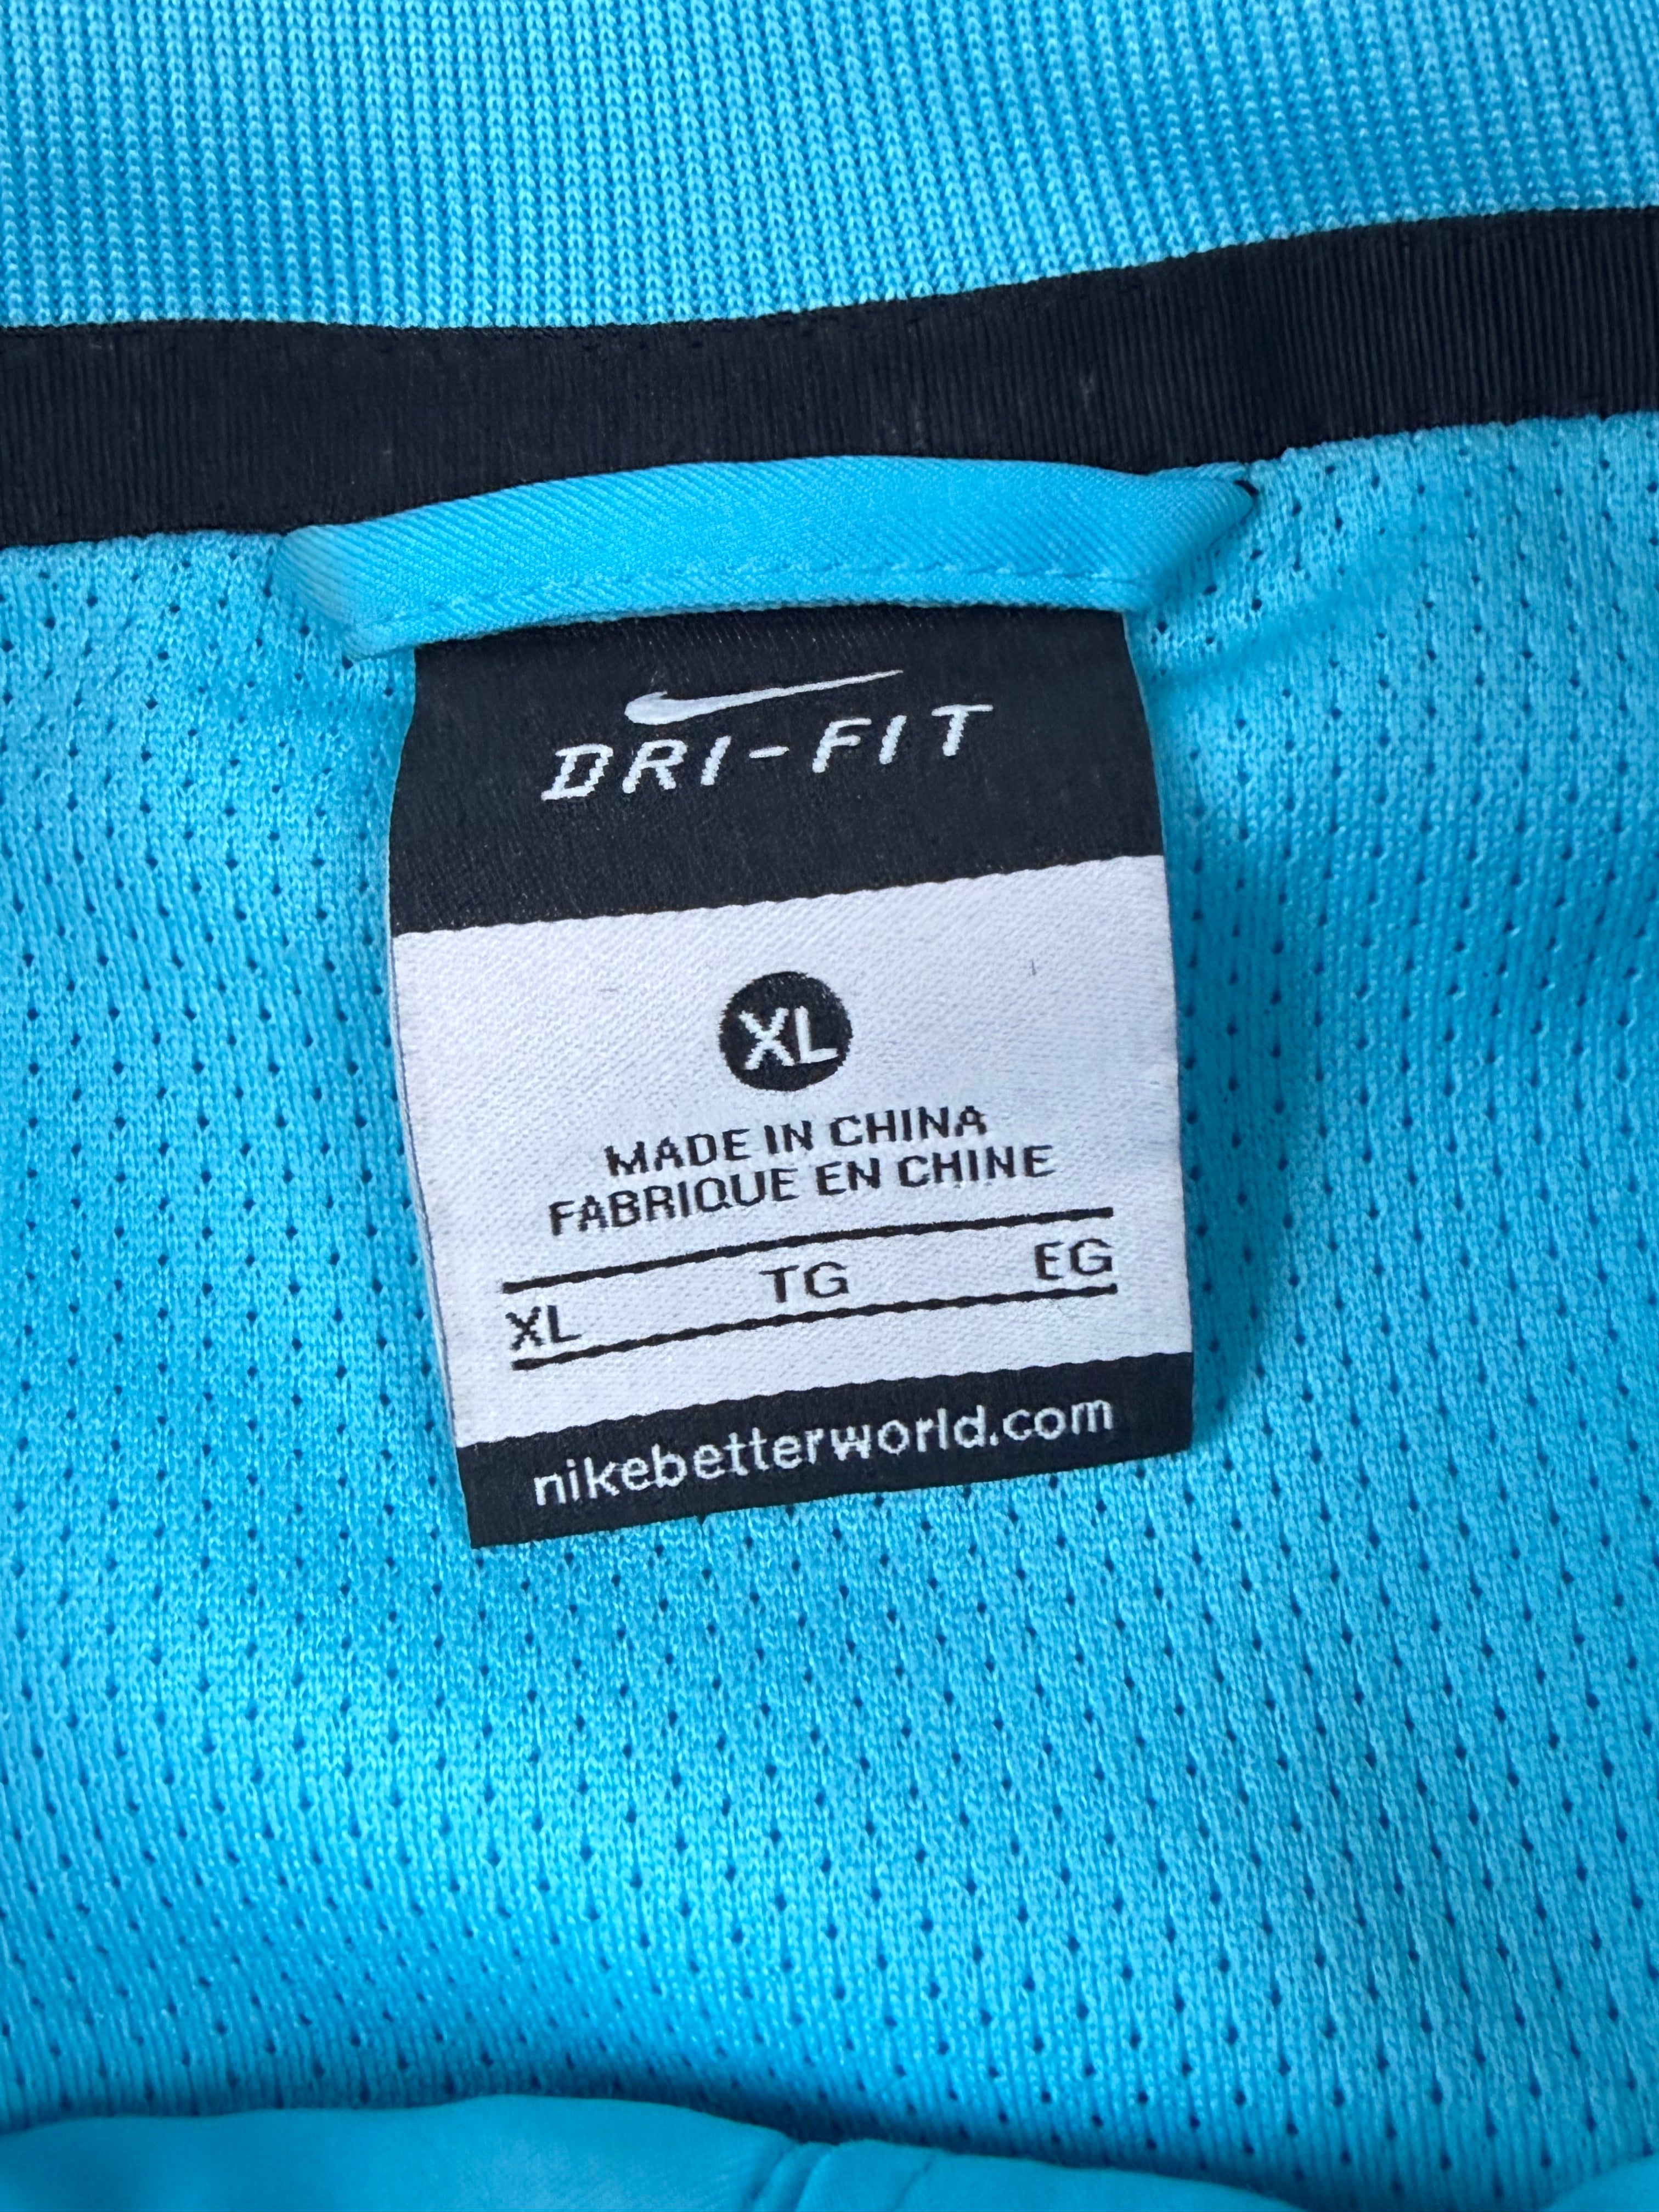 DRI-FIT
XL
MADE IN CHINA
FABRIQUE EN CHINE
XL TG EG
nikebetterworld.com